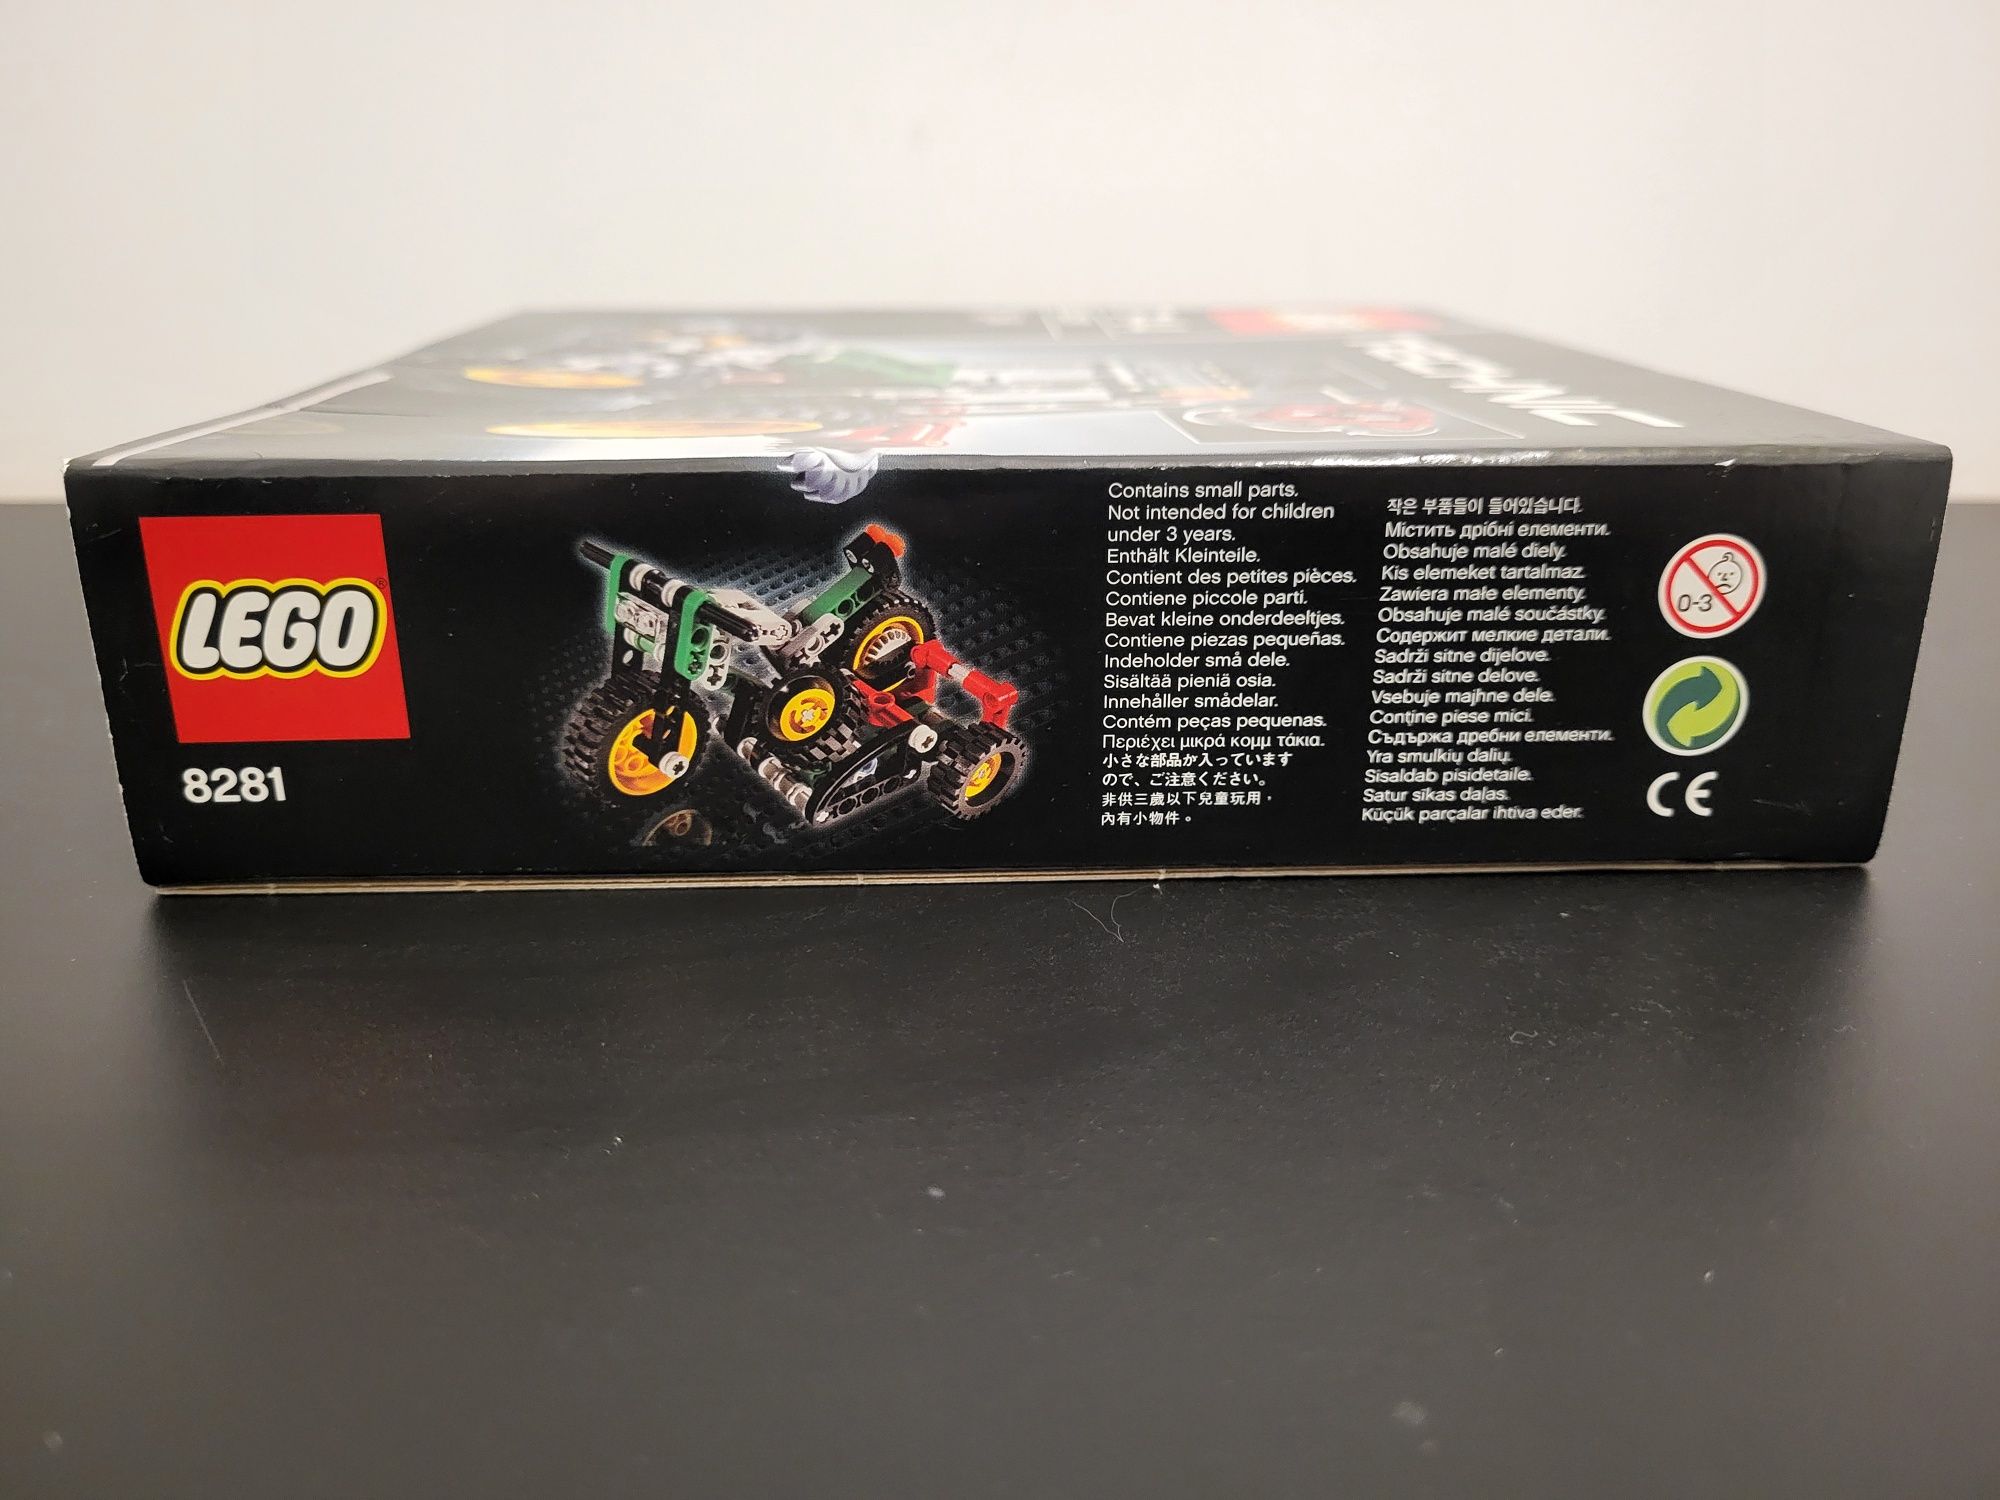 TECHNIC
LEGO®
8281
Contains small parts.
Not intended for children
under 3 years.
Enthält Kleinteile.
Contient des petites pièces.
Contiene piccole parti.
Bevat kleine onderdeeltjes.
Contiene piezas pequeñas.
Indeholder små dele.
Sisältää pieniä osia.
Innehåller smådelar.
Contém peças pequenas.
Περιέχει μικρά κομμ τάκια.
小さな部品が入っています
ので、ご注意ください。
非供三歲以下兒童玩用，
內有小物件。
작은 부품들이 들어있습니다.
Містить дрібні елементи.
Obsahuje malé diely.
Kis elemeket tartalmaz.
Zawiera małe elementy.
Obsahuje malé součástky.
Содержит мелкие детали.
Sadrži sitne dijelove.
Sadrži sitne delove.
Vsebuje majhne dele.
Conţine piese mici.
Съдържа дребни елементи.
Yra smulkių dalių.
Sisaldab pisidetaile.
Satur sīkas daļas.
Küçük parçalar ihtiva eder.
0-3
CE